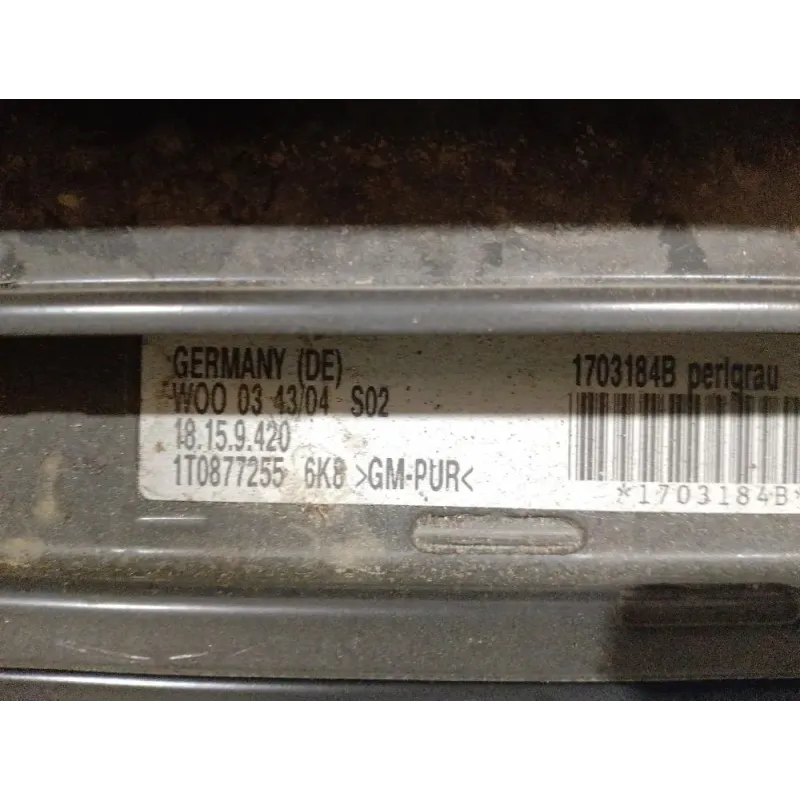 GERMANY (DE)
WOO 03 43/04 S02
18.15.9.420
1T0877255 6K8 >GM-PUR<
1703184B perlgrau
*1703184B*